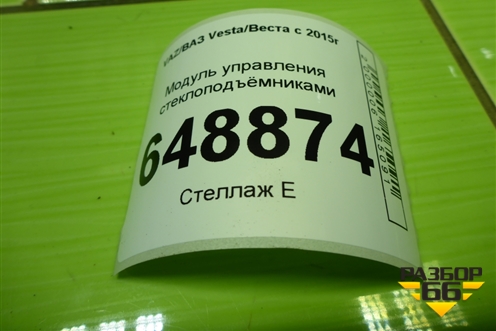 VAZ/ВАЗ Vesta/Веста с 2015г
Модуль управления
стеклоподъёмниками
648874
Стеллаж Е
РАЗБОР
66